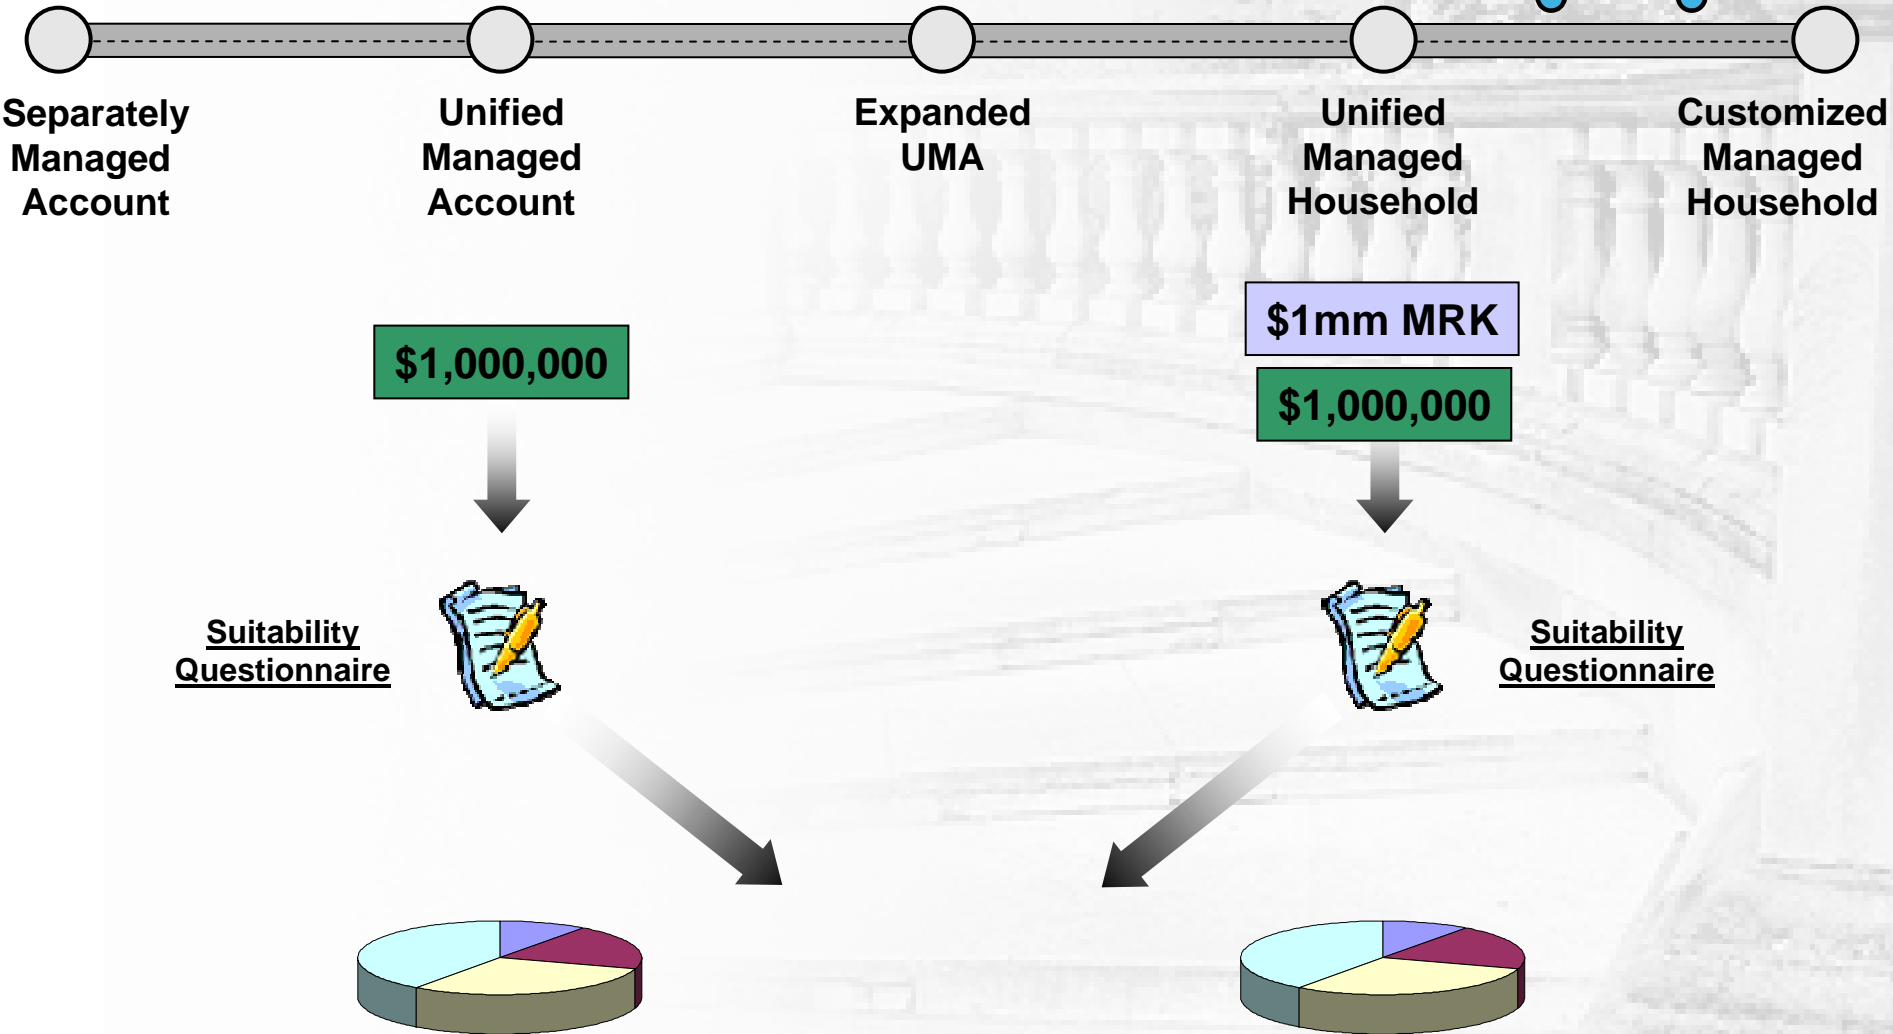 Separately
Managed
Account
Unified
Managed
Account
Expanded
UMA
Unified
Managed
Household
Customized
Managed
Household
$1,000,000
$1mm MRK
$1,000,000
Suitability
Questionnaire
Suitability
Questionnaire